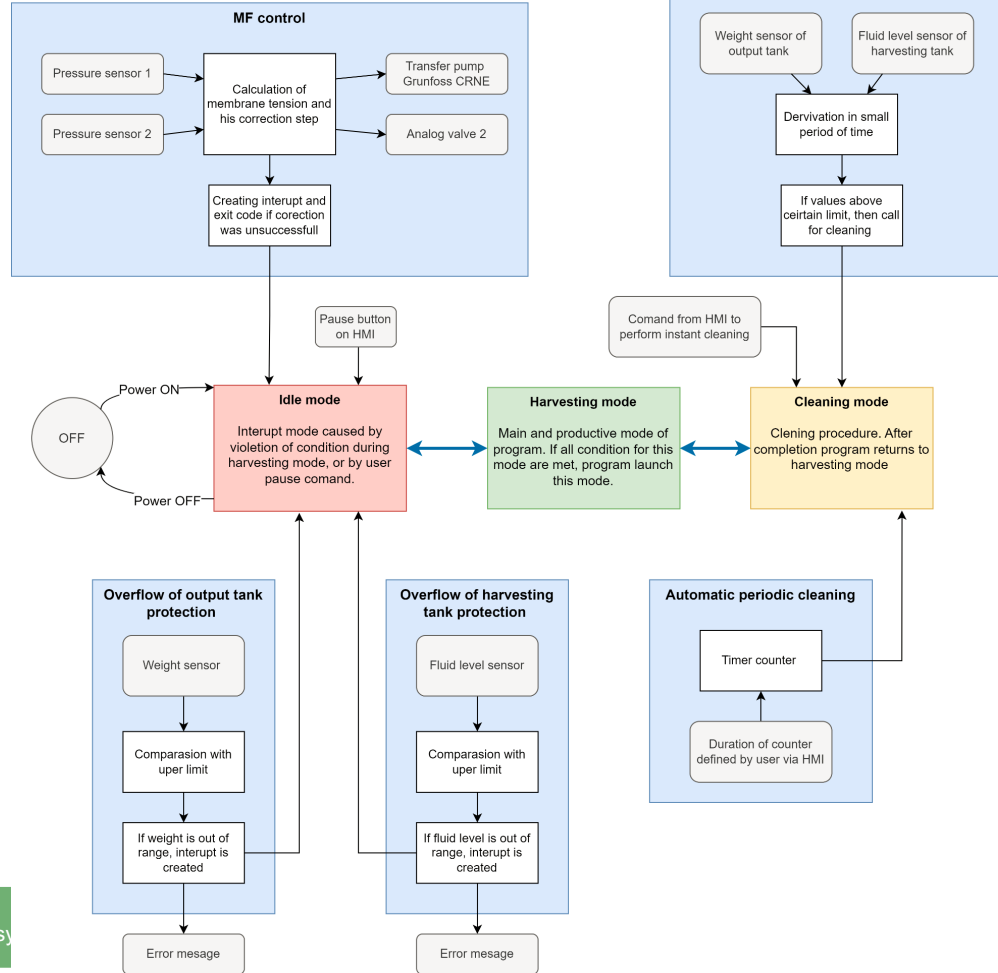 MF control
Pressure sensor 1
Pressure sensor 2
Calculation of
membrane tension and
his correction step
Transfer pump
Grunfoss CRNE
Analog valve 2
Creating interupt and
exit code if corection
was unsuccessfull
Weight sensor of
output tank
Fluid level sensor of
harvesting tank
Dervivation in small
period of time
If values above
ceirtain limit, then call
for cleaning
Pause button
on HMI
Comand from HMI to
perform instant cleaning
OFF
Power ON
Power OFF
Idle mode
Interupt mode caused by
violetion of condition during
harvesting mode, or by user
pause comand.
Harvesting mode
Main and productive mode of
program. If all condition for this
mode are met, program launch
this mode.
Cleaning mode
Clening procedure. After
completion program returns to
harvesting mode
Overflow of output tank
protection
Weight sensor
Comparasion with
uper limit
If weight is out of
range, interupt is
created
Error mesage
Overflow of harvesting
tank protection
Fluid level sensor
Comparasion with
uper limit
If fluid level is out of
range, interupt is
created
Error mesage
Automatic periodic cleaning
Timer counter
Duration of counter
defined by user via HMI